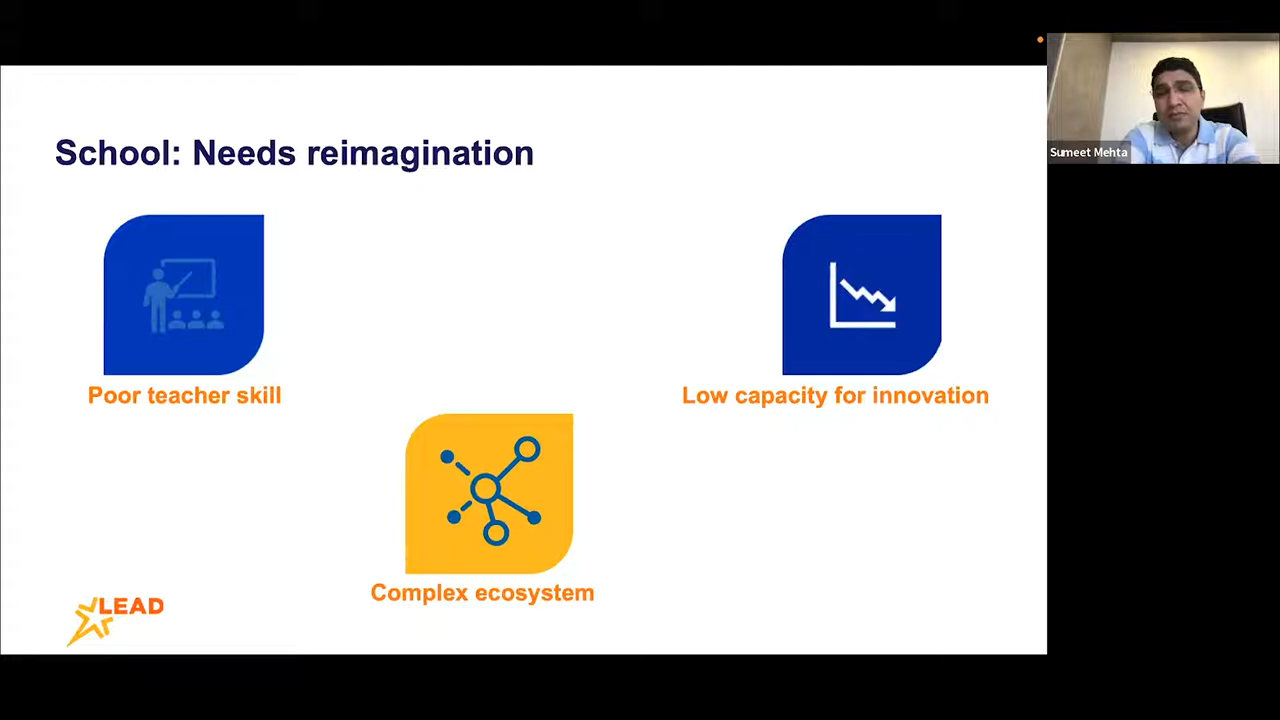 School: Needs reimagination
Sumeet Mehta
Poor teacher skill
Low capacity for innovation
Complex ecosystem
LEAD